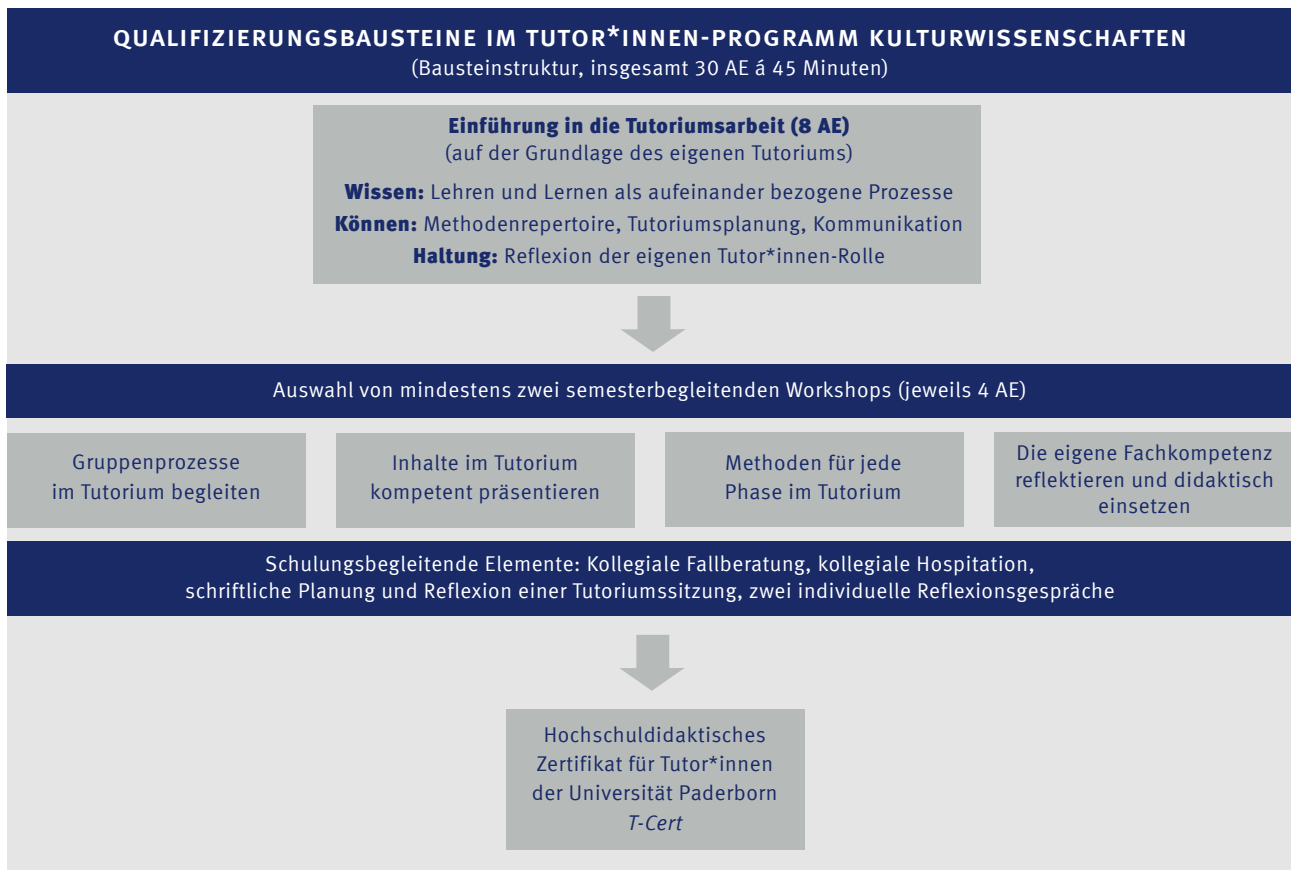 QUALIFIZIERUNGSBAUSTEINE IM TUTOR*INNEN-PROGRAMM KULTURWISSENSCHAFTEN
(Bausteinstruktur, insgesamt 30 AE á 45 Minuten)
Einführung in die Tutoriumsarbeit (8 AE)
(auf der Grundlage des eigenen Tutoriums)
Wissen: Lehren und Lernen als aufeinander bezogene Prozesse
Können: Methodenrepertoire, Tutoriumsplanung, Kommunikation
Haltung: Reflexion der eigenen Tutor*innen-Rolle
Auswahl von mindestens zwei semesterbegleitenden Workshops (jeweils 4 AE)
Gruppenprozesse
im Tutorium begleiten
Inhalte im Tutorium
kompetent präsentieren
Methoden für jede
Phase im Tutorium
Die eigene Fachkompetenz
reflektieren und didaktisch
einsetzen
Schulungsbegleitende Elemente: Kollegiale Fallberatung, kollegiale Hospitation,
schriftliche Planung und Reflexion einer Tutoriumssitzung, zwei individuelle Reflexionsgespräche
Hochschuldidaktisches
Zertifikat für Tutor*innen
der Universität Paderborn
T-Cert